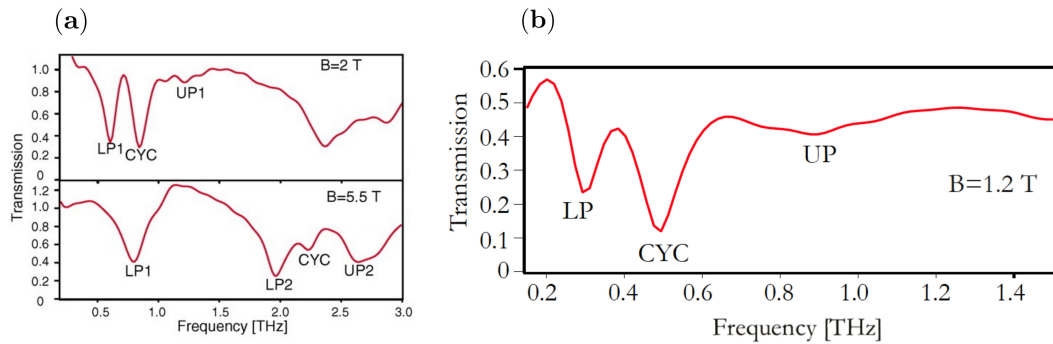 (a)
B=2 T
1.0
0.8
0.6
0.4
0.2
0
LP1
CYC
UP1
Transmission
B=5.5 T
1.2
1.0
0.8
0.6
0.4
0.2
0
LP1
LP2
CYC
UP2
0.5 1.0 1.5 2.0 2.5 3.0
Frequency [THz]
(b)
0.6
0.5
0.4
0.3
0.2
0.1
0
Transmission
LP
CYC
UP
B=1.2 T
0.2 0.4 0.6 0.8 1.0 1.2 1.4
Frequency [THz]